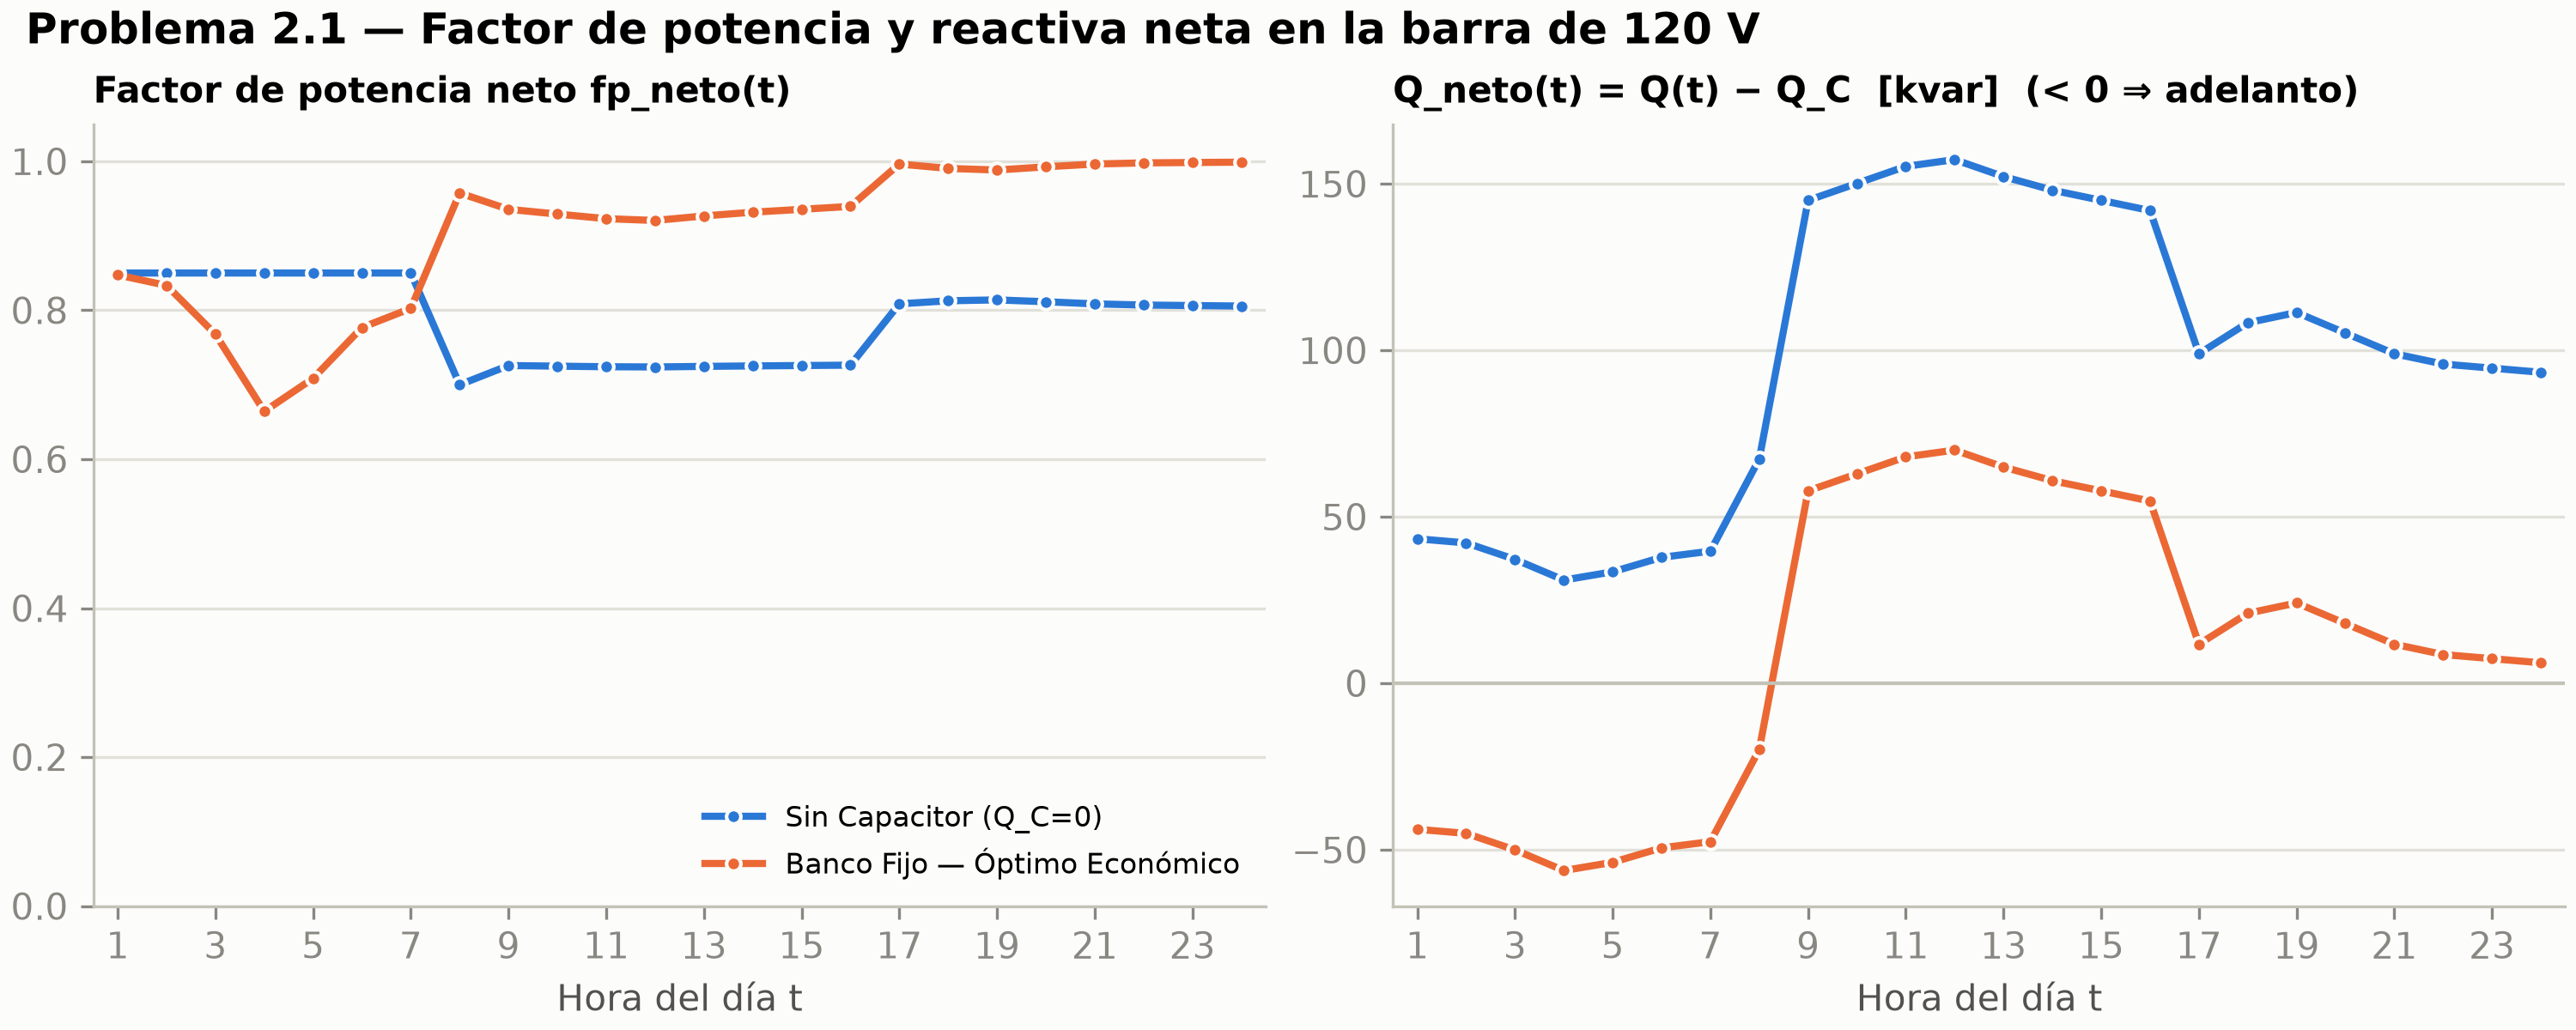 Problema 2.1 — Factor de potencia y reactiva neta en la barra de 120 V
Factor de potencia neto fp_neto(t)
1.0
0.8
0.6
0.4
0.2
0.0
1 3 5 7 9 11 13 15 17 19 21 23
Hora del día t
Sin Capacitor (Q_C=0)
Banco Fijo — Óptimo Económico
Q_neto(t) = Q(t) − Q_C [kvar] (< 0 ⇒ adelanto)
150
100
50
0
−50
1 3 5 7 9 11 13 15 17 19 21 23
Hora del día t